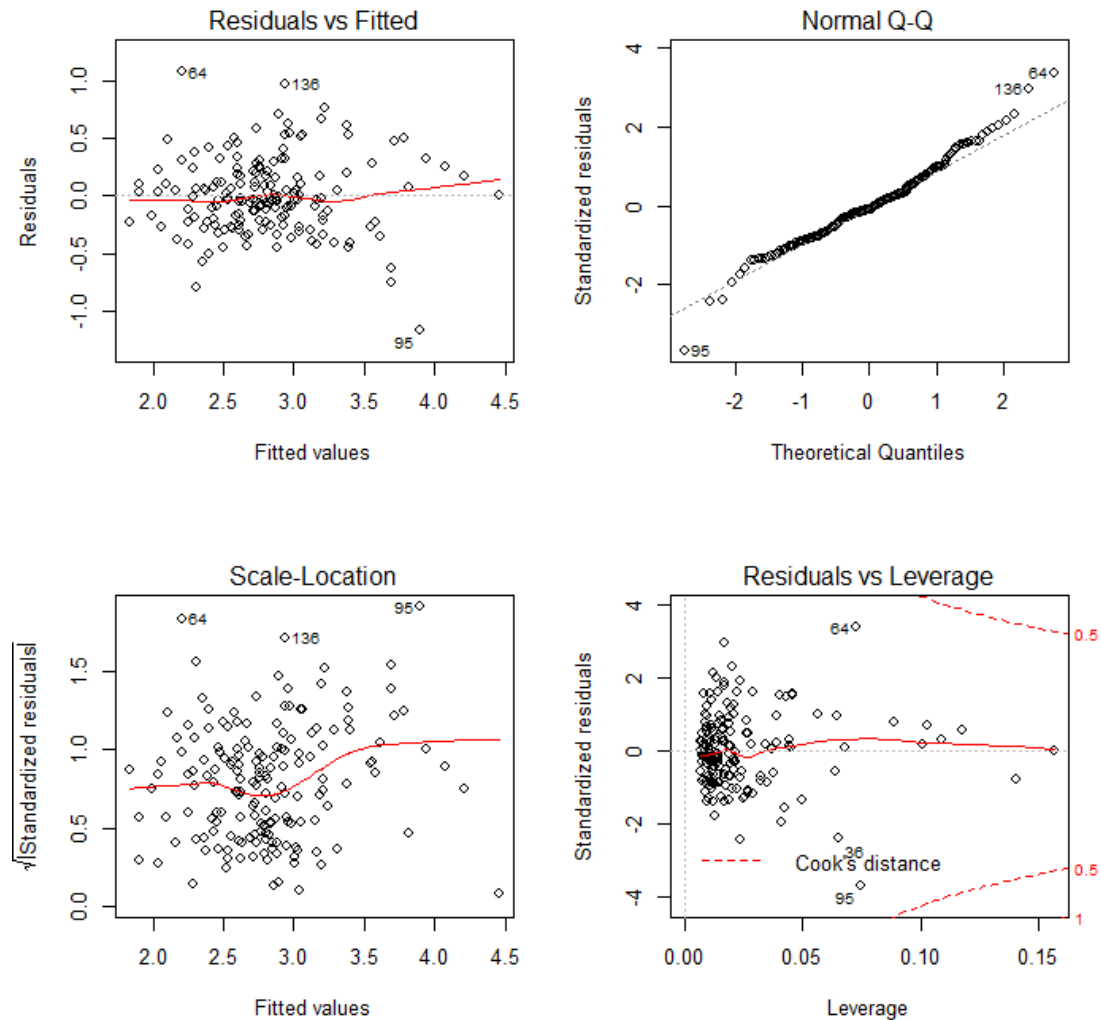 Residuals vs Fitted
Residuals
1.0
0.5
0.0
-0.5
-1.0
64
136
95
2.0 2.5 3.0 3.5 4.0 4.5
Fitted values
Normal Q-Q
Standardized residuals
4
2
0
-2
64
136
95
-2 -1 0 1 2
Theoretical Quantiles
Scale-Location
√|Standardized residuals|
1.5
1.0
0.5
0.0
64
95
136
2.0 2.5 3.0 3.5 4.0 4.5
Fitted values
Residuals vs Leverage
Standardized residuals
4
2
0
-2
-4
64
36
95
Cook's distance
0.5
0.5
1
0.00 0.05 0.10 0.15
Leverage